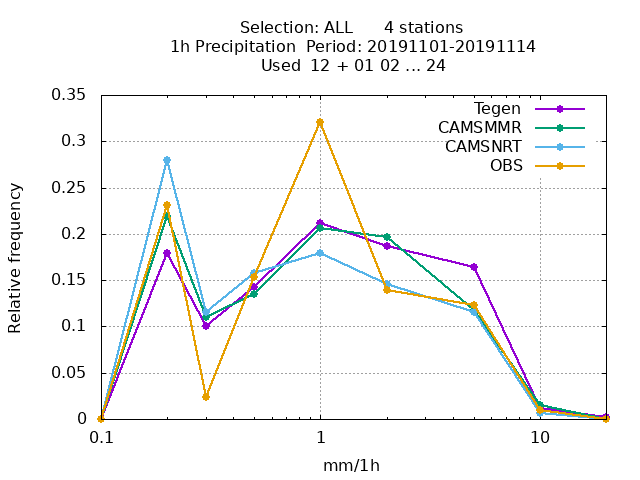 Selection: ALL 4 stations
1h Precipitation Period: 20191101-20191114
Used 12 + 01 02 ... 24
Tegen
CAMSMMR
CAMSNRT
OBS
0.35
0.3
0.25
0.2
0.15
0.1
0.05
0
Relative frequency
0.1 1 10
mm/1h